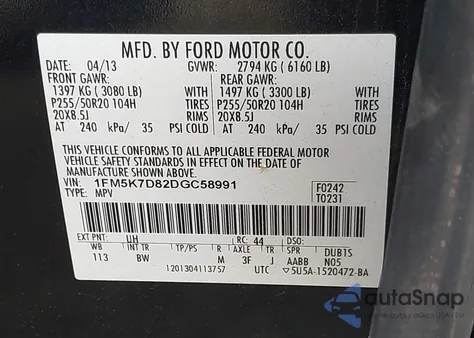 MFD. BY FORD MOTOR CO.
DATE: 04/13 GVWR: 2794 KG (6160 LB)
FRONT GAWR: REAR GAWR:
1397 KG (3080 LB) WITH 1497 KG (3300 LB) WITH
P255/50R20 104H TIRES P255/50R20 104H TIRES
20X8.5J RIMS 20X8.5J RIMS
AT 240 kPa/ 35 PSI COLD AT 240 kPa/ 35 PSI COLD
THIS VEHICLE CONFORMS TO ALL APPLICABLE FEDERAL MOTOR
VEHICLE SAFETY AND THEFT PREVENTION STANDARDS IN EFFECT ON THE DATE OF
MANUFACTURE SHOWN ABOVE.
VIN: 1FM5K7D82DGC58991
TYPE: MPV
F0242
T0231
EXT PNT: UH RC: 44 DSO:
WB INT TR TP/PS R AXLE TR DUBTS
113 BW M 3F J AABB N05
1201304113757 UTC ▽5U5A-1520472-BA
autaSnap